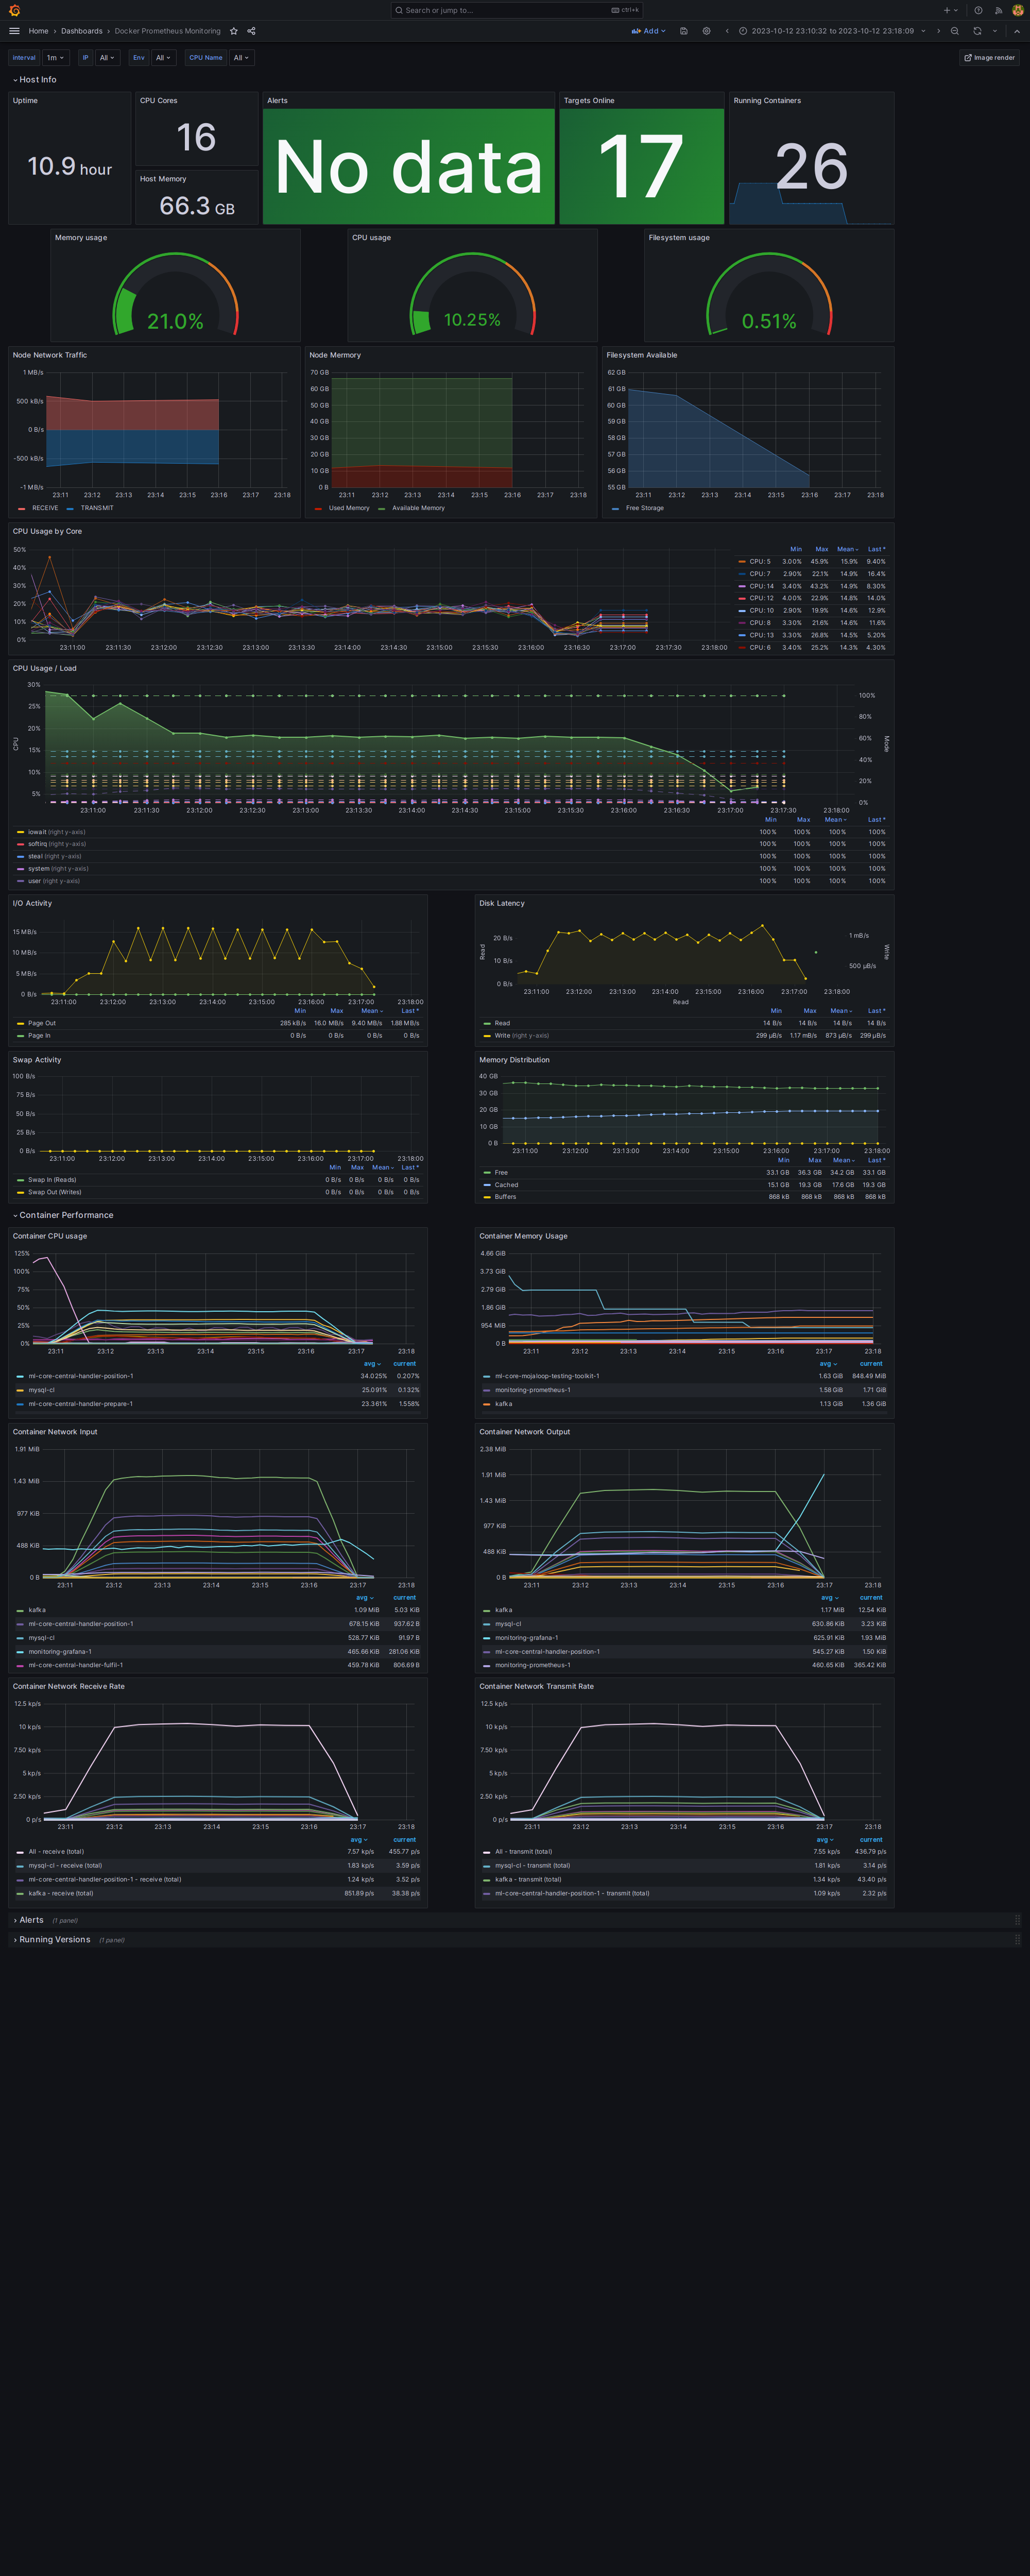 Search or jump to... ctrl+k
Home › Dashboards › Docker Prometheus Monitoring Add 2023-10-12 23:10:32 to 2023-10-12 23:18:09
Interval 1m IP All Env All CPU Name All Image render
Host Info
Uptime CPU Cores Alerts Targets Online Running Containers
10.9 hour 16 No data 17 26
Host Memory
66.3 GB
Memory usage CPU usage Filesystem usage
21.0% 10.25% 0.51%
Node Network Traffic
1 MB/s
500 kB/s
0 B/s
-500 kB/s
-1 MB/s
23:11 23:12 23:13 23:14 23:15 23:16 23:17 23:18
RECEIVE TRANSMIT
Node Mermory
70 GB
60 GB
50 GB
40 GB
30 GB
20 GB
10 GB
0 B
23:11 23:12 23:13 23:14 23:15 23:16 23:17 23:18
Used Memory Available Memory
Filesystem Available
62 GB
61 GB
60 GB
59 GB
58 GB
57 GB
56 GB
55 GB
23:11 23:12 23:13 23:14 23:15 23:16 23:17 23:18
Free Storage
CPU Usage by Core
50%
40%
30%
20%
10%
0%
23:11:00 23:11:30 23:12:00 23:12:30 23:13:00 23:13:30 23:14:00 23:14:30 23:15:00 23:15:30 23:16:00 23:16:30 23:17:00 23:17:30 23:18:00
Min Max Mean Last *
CPU: 5 3.00% 45.9% 15.9% 9.40%
CPU: 7 2.90% 22.1% 14.9% 16.4%
CPU: 14 3.40% 43.2% 14.9% 8.30%
CPU: 12 4.00% 22.9% 14.8% 14.0%
CPU: 10 2.90% 19.9% 14.6% 12.9%
CPU: 8 3.30% 21.6% 14.6% 11.6%
CPU: 13 3.30% 26.8% 14.5% 5.20%
CPU: 6 3.40% 25.2% 14.3% 4.30%
CPU Usage / Load
30%
25%
20%
15%
10%
5%
CPU
100%
80%
60%
40%
20%
0%
Mode
23:11:00 23:11:30 23:12:00 23:12:30 23:13:00 23:13:30 23:14:00 23:14:30 23:15:00 23:15:30 23:16:00 23:16:30 23:17:00 23:17:30 23:18:00
Min Max Mean Last *
iowait (right y-axis) 100% 100% 100% 100%
softirq (right y-axis) 100% 100% 100% 100%
steal (right y-axis) 100% 100% 100% 100%
system (right y-axis) 100% 100% 100% 100%
user (right y-axis) 100% 100% 100% 100%
I/O Activity
15 MB/s
10 MB/s
5 MB/s
0 B/s
23:11:00 23:12:00 23:13:00 23:14:00 23:15:00 23:16:00 23:17:00 23:18:00
Min Max Mean Last *
Page Out 285 kB/s 16.0 MB/s 9.40 MB/s 1.88 MB/s
Page In 0 B/s 0 B/s 0 B/s 0 B/s
Disk Latency
20 B/s
10 B/s
0 B/s
Read
1 mB/s
500 µB/s
Write
23:11:00 23:12:00 23:13:00 23:14:00 23:15:00 23:16:00 23:17:00 23:18:00
Read
Min Max Mean Last *
Read 14 B/s 14 B/s 14 B/s 14 B/s
Write (right y-axis) 299 µB/s 1.17 mB/s 873 µB/s 299 µB/s
Swap Activity
100 B/s
75 B/s
50 B/s
25 B/s
0 B/s
23:11:00 23:12:00 23:13:00 23:14:00 23:15:00 23:16:00 23:17:00 23:18:00
Min Max Mean Last *
Swap In (Reads) 0 B/s 0 B/s 0 B/s 0 B/s
Swap Out (Writes) 0 B/s 0 B/s 0 B/s 0 B/s
Memory Distribution
40 GB
30 GB
20 GB
10 GB
0 B
23:11:00 23:12:00 23:13:00 23:14:00 23:15:00 23:16:00 23:17:00 23:18:00
Min Max Mean Last *
Free 33.1 GB 36.3 GB 34.2 GB 33.1 GB
Cached 15.1 GB 19.3 GB 17.6 GB 19.3 GB
Buffers 868 kB 868 kB 868 kB 868 kB
Container Performance
Container CPU usage
125%
100%
75%
50%
25%
0%
23:11 23:12 23:13 23:14 23:15 23:16 23:17 23:18
avg current
ml-core-central-handler-position-1 34.025% 0.207%
mysql-cl 25.091% 0.132%
ml-core-central-handler-prepare-1 23.361% 1.558%
Container Memory Usage
4.66 GiB
3.73 GiB
2.79 GiB
1.86 GiB
954 MiB
0 B
23:11 23:12 23:13 23:14 23:15 23:16 23:17 23:18
avg current
ml-core-mojaloop-testing-toolkit-1 1.63 GiB 848.49 MiB
monitoring-prometheus-1 1.58 GiB 1.71 GiB
kafka 1.13 GiB 1.36 GiB
Container Network Input
1.91 MiB
1.43 MiB
977 KiB
488 KiB
0 B
23:11 23:12 23:13 23:14 23:15 23:16 23:17 23:18
avg current
kafka 1.09 MiB 5.03 KiB
ml-core-central-handler-position-1 678.15 KiB 937.62 B
mysql-cl 528.77 KiB 91.97 B
monitoring-grafana-1 465.66 KiB 281.06 KiB
ml-core-central-handler-fulfil-1 459.78 KiB 806.69 B
Container Network Output
2.38 MiB
1.91 MiB
1.43 MiB
977 KiB
488 KiB
0 B
23:11 23:12 23:13 23:14 23:15 23:16 23:17 23:18
avg current
kafka 1.17 MiB 12.54 KiB
mysql-cl 630.86 KiB 3.23 KiB
monitoring-grafana-1 625.91 KiB 1.93 MiB
ml-core-central-handler-position-1 545.27 KiB 1.50 KiB
monitoring-prometheus-1 460.65 KiB 365.42 KiB
Container Network Receive Rate
12.5 kp/s
10 kp/s
7.50 kp/s
5 kp/s
2.50 kp/s
0 p/s
23:11 23:12 23:13 23:14 23:15 23:16 23:17 23:18
avg current
All - receive (total) 7.57 kp/s 455.77 p/s
mysql-cl - receive (total) 1.83 kp/s 3.59 p/s
ml-core-central-handler-position-1 - receive (total) 1.24 kp/s 3.52 p/s
kafka - receive (total) 851.89 p/s 38.38 p/s
Container Network Transmit Rate
12.5 kp/s
10 kp/s
7.50 kp/s
5 kp/s
2.50 kp/s
0 p/s
23:11 23:12 23:13 23:14 23:15 23:16 23:17 23:18
avg current
All - transmit (total) 7.55 kp/s 436.79 p/s
mysql-cl - transmit (total) 1.81 kp/s 3.14 p/s
kafka - transmit (total) 1.34 kp/s 43.40 p/s
ml-core-central-handler-position-1 - transmit (total) 1.09 kp/s 2.32 p/s
Alerts (1 panel)
Running Versions (1 panel)